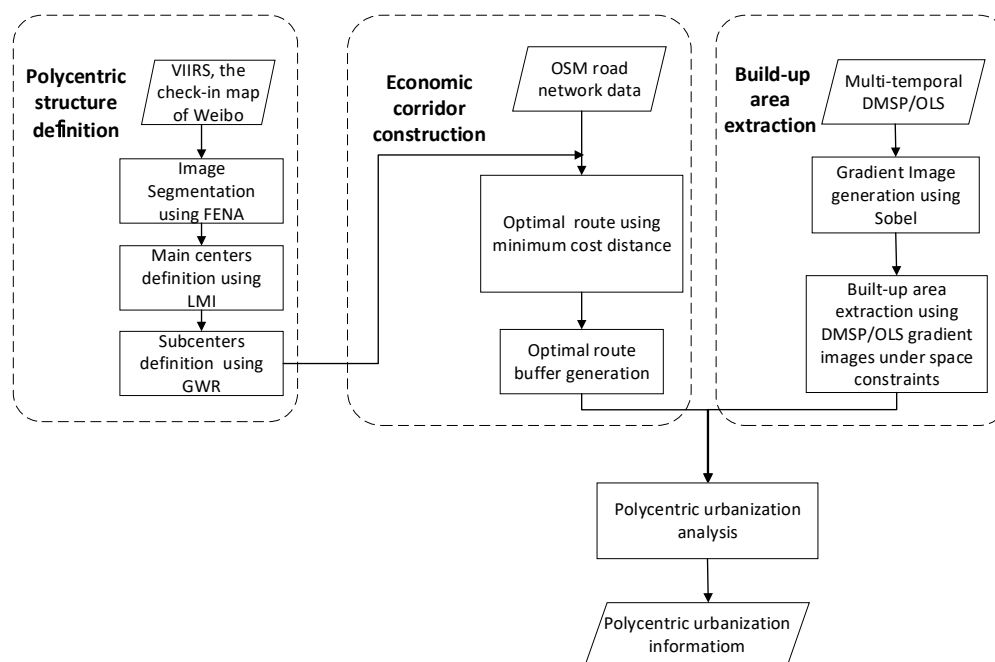 Polycentric
structure
definition
VIIRS, the
check-in map
of Weibo
Image
Segmentation
using FENA
Main centers
definition using
LMI
Subcenters
definition using
GWR
Economic
corridor
construction
OSM road
network data
Optimal route using
minimum cost distance
Optimal route
buffer generation
Build-up
area
extraction
Multi-temporal
DMSP/OLS
Gradient Image
generation using
Sobel
Built-up area
extraction using
DMSP/OLS gradient
images under space
constraints
Polycentric urbanization
analysis
Polycentric urbanization
informatiom